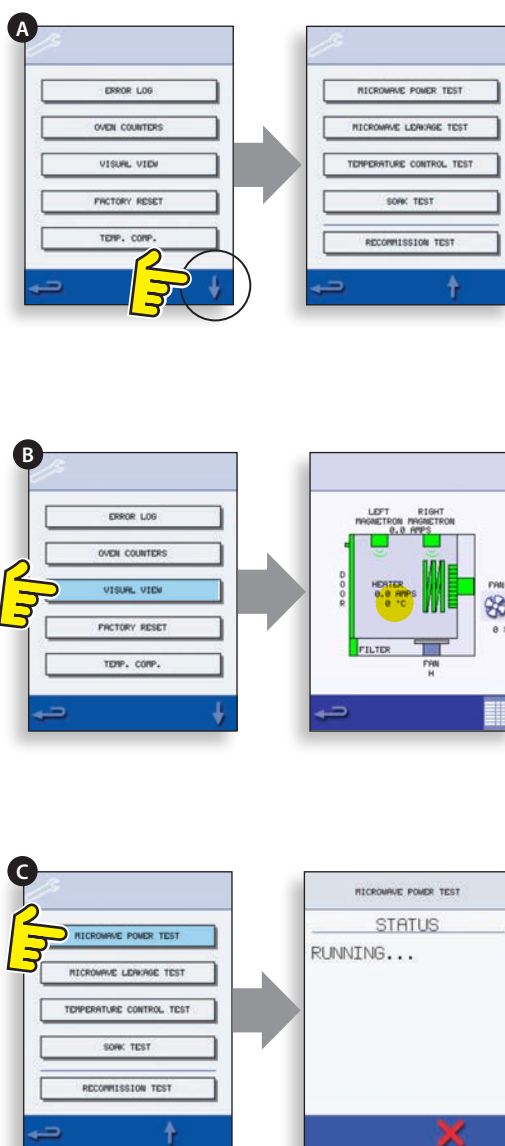 A
ERROR LOG
OVEN COUNTERS
VISUAL VIEW
FACTORY RESET
TEMP. COMP.
MICROWAVE POWER TEST
MICROWAVE LEAKAGE TEST
TEMPERATURE CONTROL TEST
SOAK TEST
RECOMMISSION TEST
B
ERROR LOG
OVEN COUNTERS
VISUAL VIEW
FACTORY RESET
TEMP. COMP.
LEFT RIGHT
MAGNETRON MAGNETRON
0.0 AMPS
DOOR
HEATER
0.0 AMPS
0 °C
FAN
0
FILTER
FAN
H
C
MICROWAVE POWER TEST
MICROWAVE LEAKAGE TEST
TEMPERATURE CONTROL TEST
SOAK TEST
RECOMMISSION TEST
MICROWAVE POWER TEST
STATUS
RUNNING...